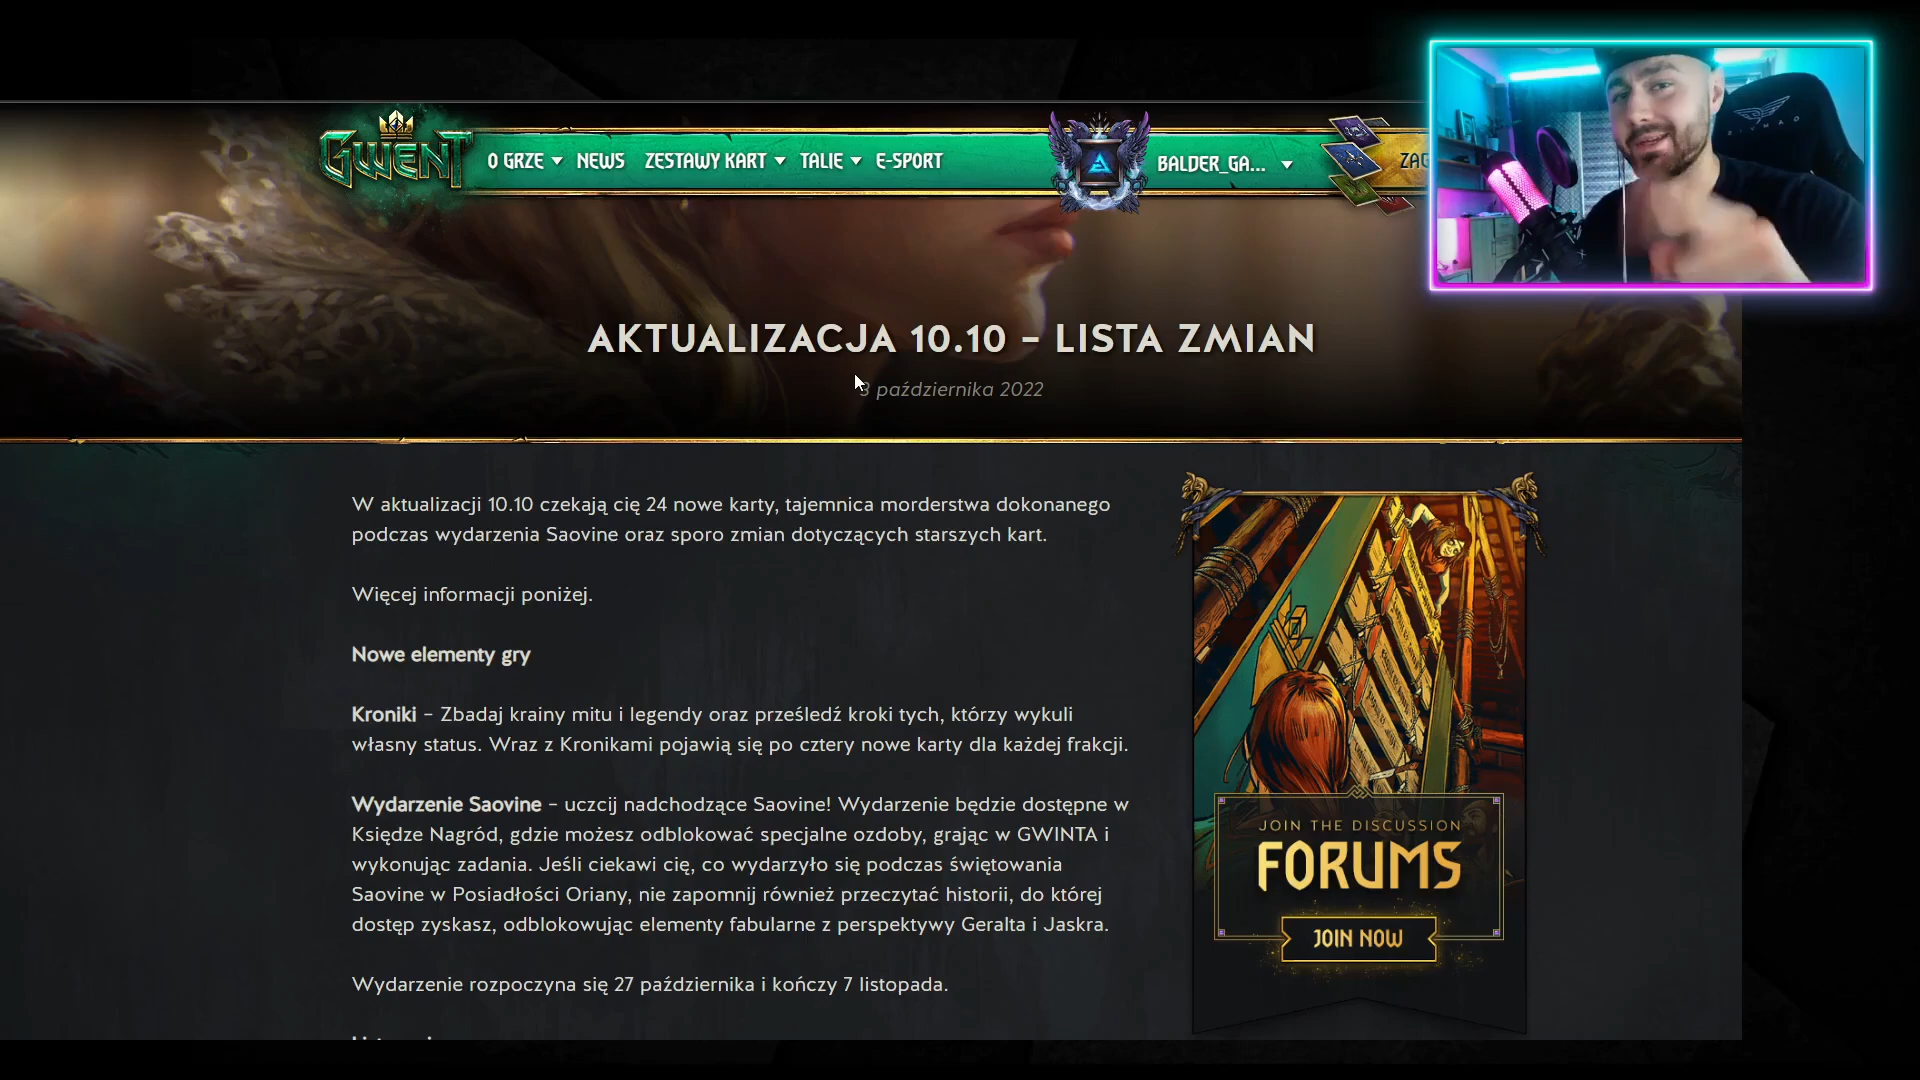 GWENT
O GRZE NEWS ZESTAWY KART TALIE E-SPORT BALDER_GA...
AKTUALIZACJA 10.10 – LISTA ZMIAN
3 października 2022
W aktualizacji 10.10 czekają cię 24 nowe karty, tajemnica morderstwa dokonanego
podczas wydarzenia Saovine oraz sporo zmian dotyczących starszych kart.
Więcej informacji poniżej.
Nowe elementy gry
Kroniki – Zbadaj krainy mitu i legendy oraz prześledź kroki tych, którzy wykuli
własny status. Wraz z Kronikami pojawią się po cztery nowe karty dla każdej frakcji.
Wydarzenie Saovine – uczcij nadchodzące Saovine! Wydarzenie będzie dostępne w
Księdze Nagród, gdzie możesz odblokować specjalne ozdoby, grając w GWINTA i
wykonując zadania. Jeśli ciekawi cię, co wydarzyło się podczas świętowania
Saovine w Posiadłości Oriany, nie zapomnij również przeczytać historii, do której
dostęp zyskasz, odblokowując elementy fabularne z perspektywy Geralta i Jaskra.
Wydarzenie rozpoczyna się 27 października i kończy 7 listopada.
JOIN THE DISCUSSION
FORUMS
JOIN NOW